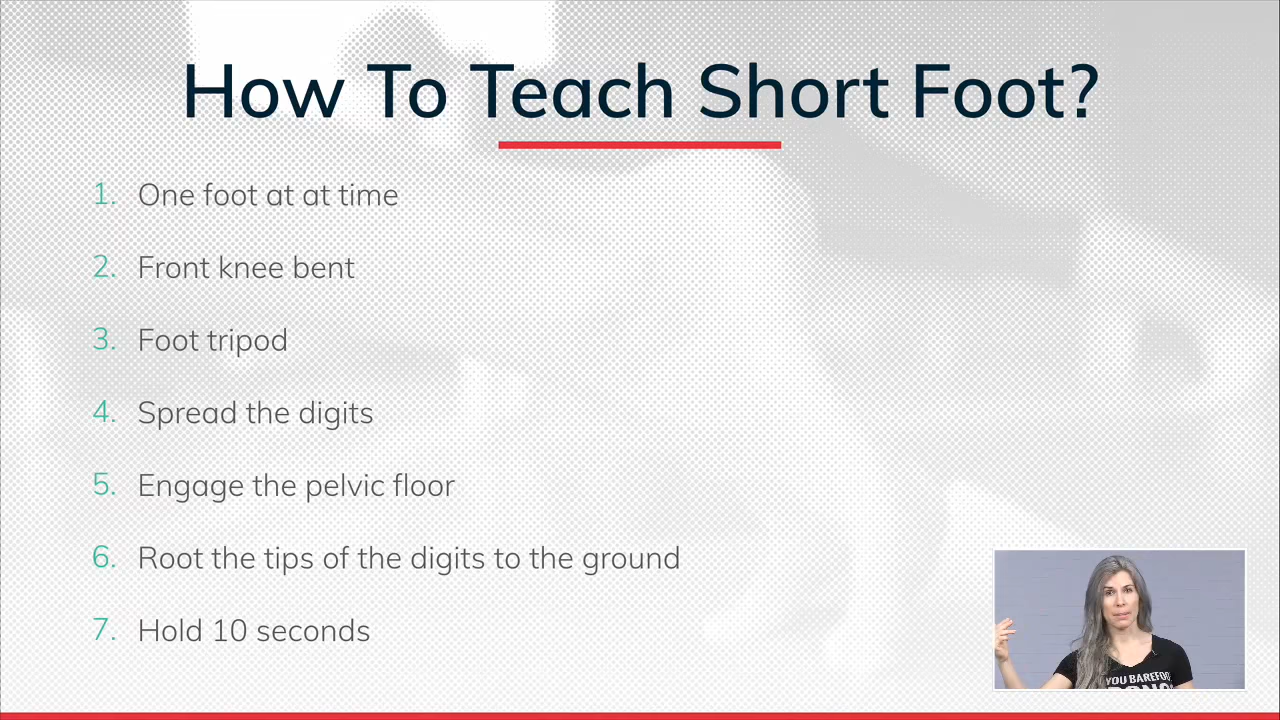 How To Teach Short Foot?
1. One foot at at time
2. Front knee bent
3. Foot tripod
4. Spread the digits
5. Engage the pelvic floor
6. Root the tips of the digits to the ground
7. Hold 10 seconds
YOU BAREFOO